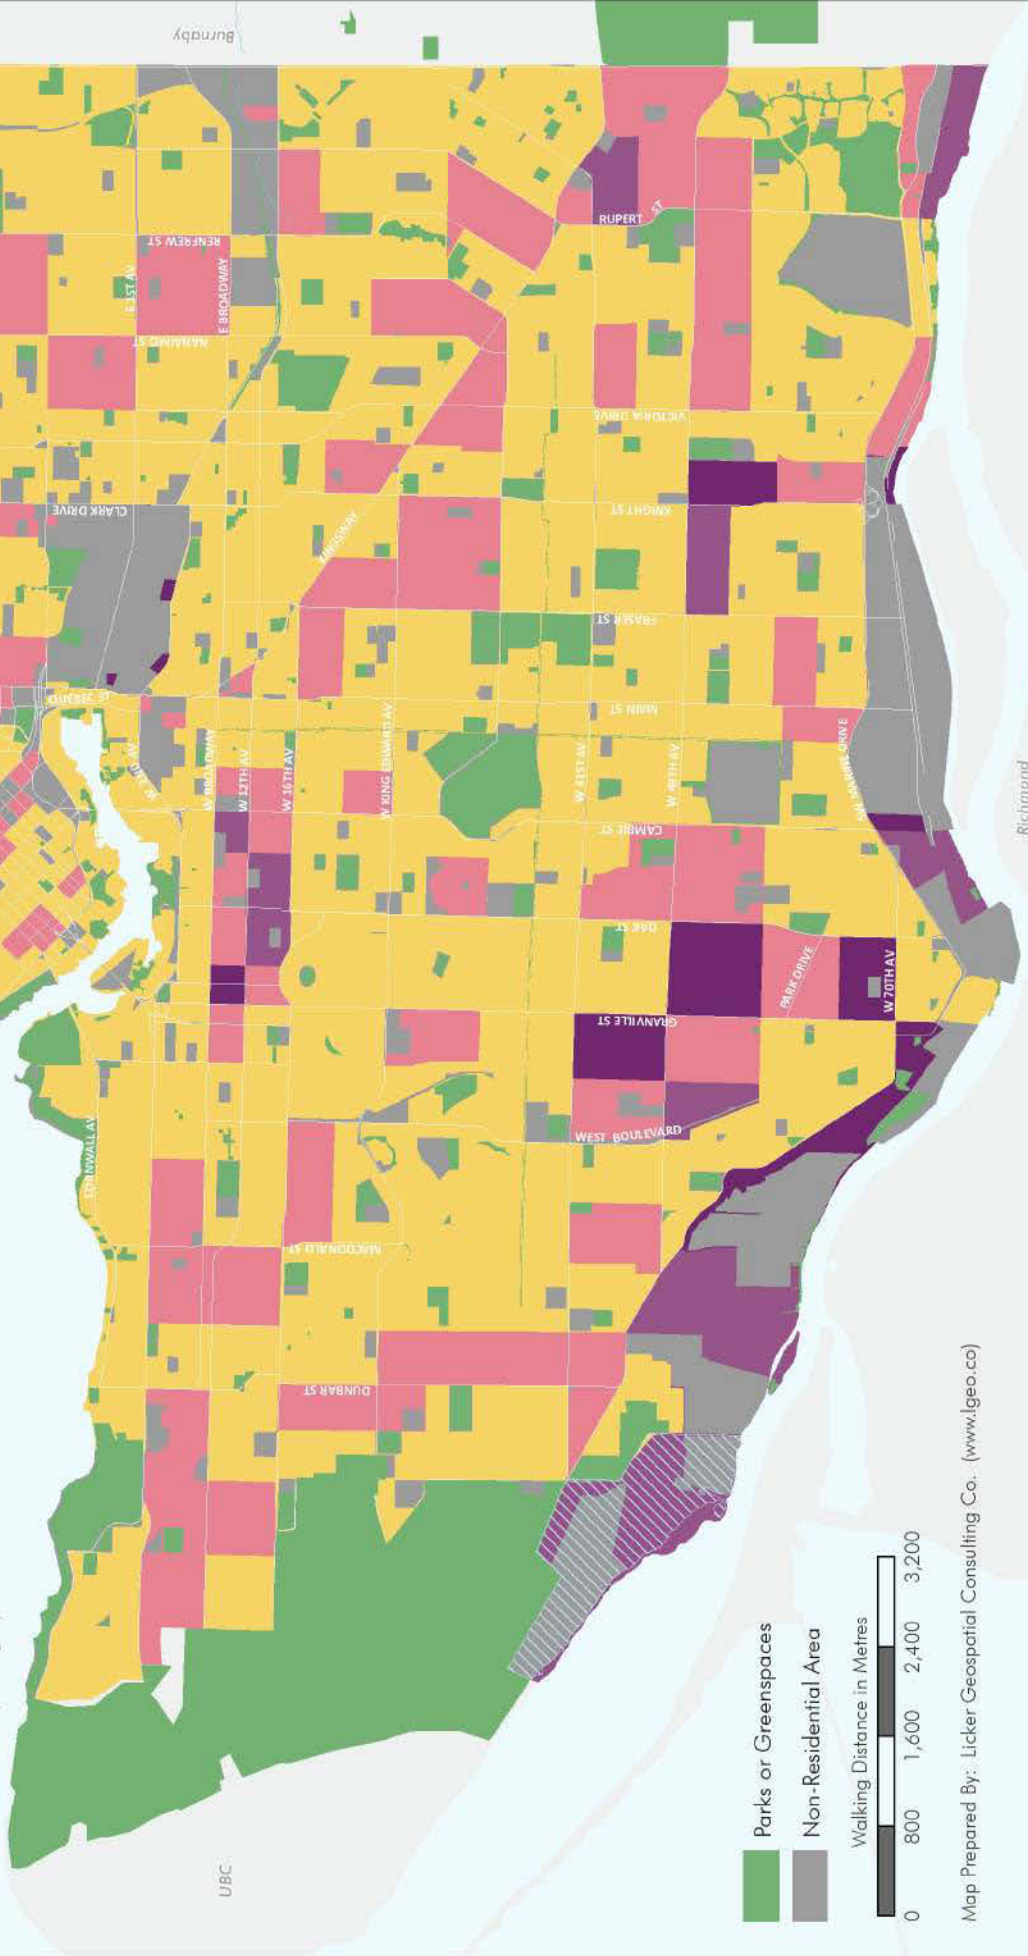 Burnaby
RENFREW ST
E 1ST AV
E BROADWAY
NANAIMO ST
RUPERT ST
VICTORIA DRIVE
CLARK DRIVE
KNIGHT ST
KINGSWAY
FRASER ST
QUEBEC ST
MAIN ST
W 2ND AV
W BROADWAY
W 12TH AV
W 16TH AV
W KING EDWARD AV
W 41ST AV
W 49TH AV
SW MARINE DRIVE
Richmond
CAMBIE ST
OAK ST
PARK DRIVE
W 70TH AV
GRANVILLE ST
WEST BOULEVARD
CORNWALL AV
MACDONALD ST
DUNBAR ST
UBC
Parks or Greenspaces
Non-Residential Area
Walking Distance in Metres
0 800 1,600 2,400 3,200
Map Prepared By: Licker Geospatial Consulting Co. (www.lgeo.co)